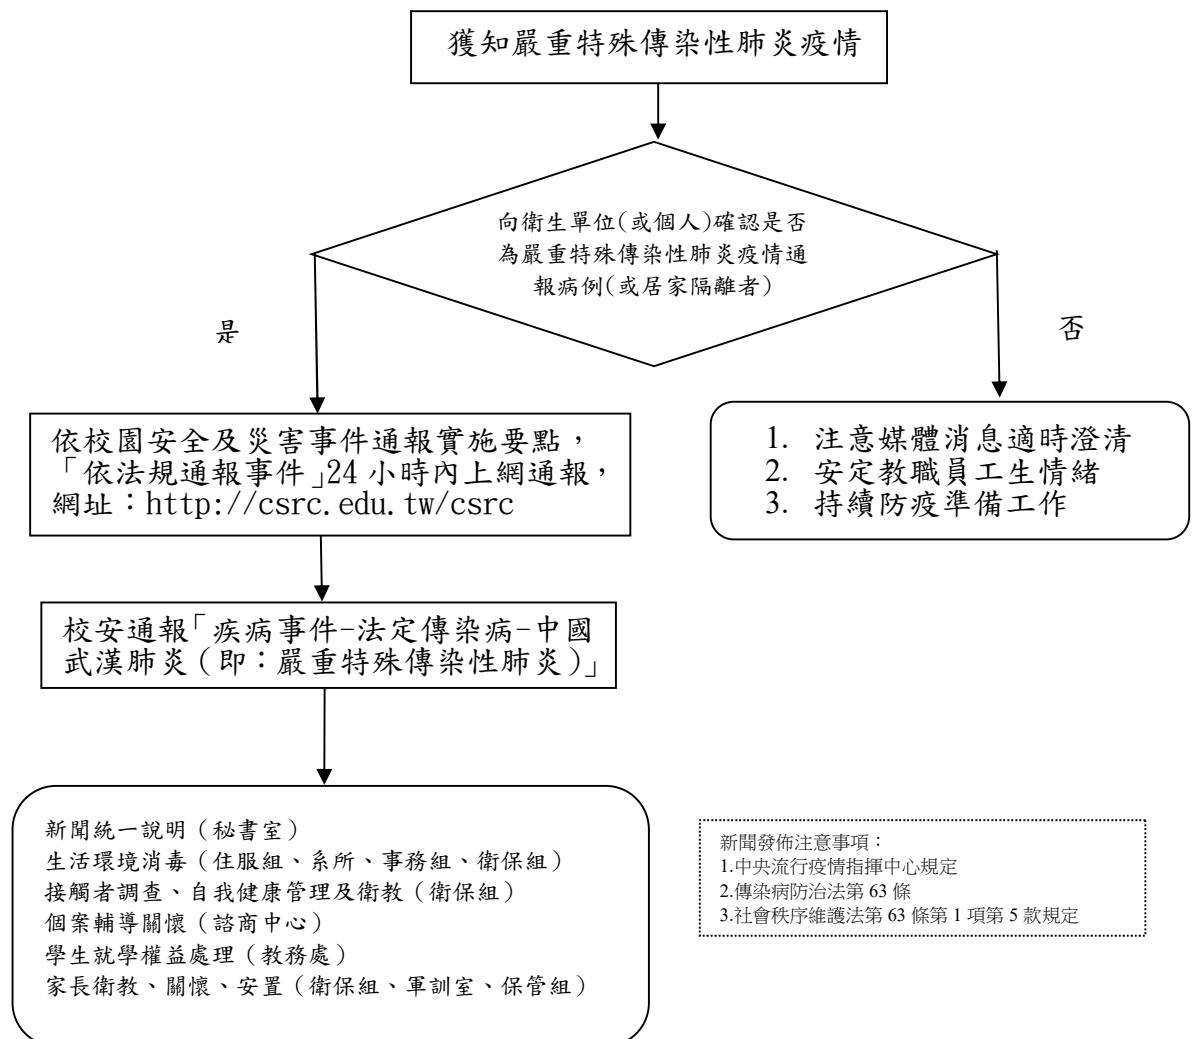 獲知嚴重特殊傳染性肺炎疫情
向衛生單位(或個人)確認是否
為嚴重特殊傳染性肺炎疫情通
報病例(或居家隔離者)
是
否
依校園安全及災害事件通報實施要點，
「依法規通報事件」24 小時內上網通報，
網址：http://csrc.edu.tw/csrc
1. 注意媒體消息適時澄清
2. 安定教職員工生情緒
3. 持續防疫準備工作
校安通報「疾病事件-法定傳染病-中國
武漢肺炎（即：嚴重特殊傳染性肺炎）」
新聞統一說明（秘書室）
生活環境消毒（住服組、系所、事務組、衛保組）
接觸者調查、自我健康管理及衛教（衛保組）
個案輔導關懷（諮商中心）
學生就學權益處理（教務處）
家長衛教、關懷、安置（衛保組、軍訓室、保管組）
新聞發佈注意事項：
1.中央流行疫情指揮中心規定
2.傳染病防治法第 63 條
3.社會秩序維護法第 63 條第 1 項第 5 款規定